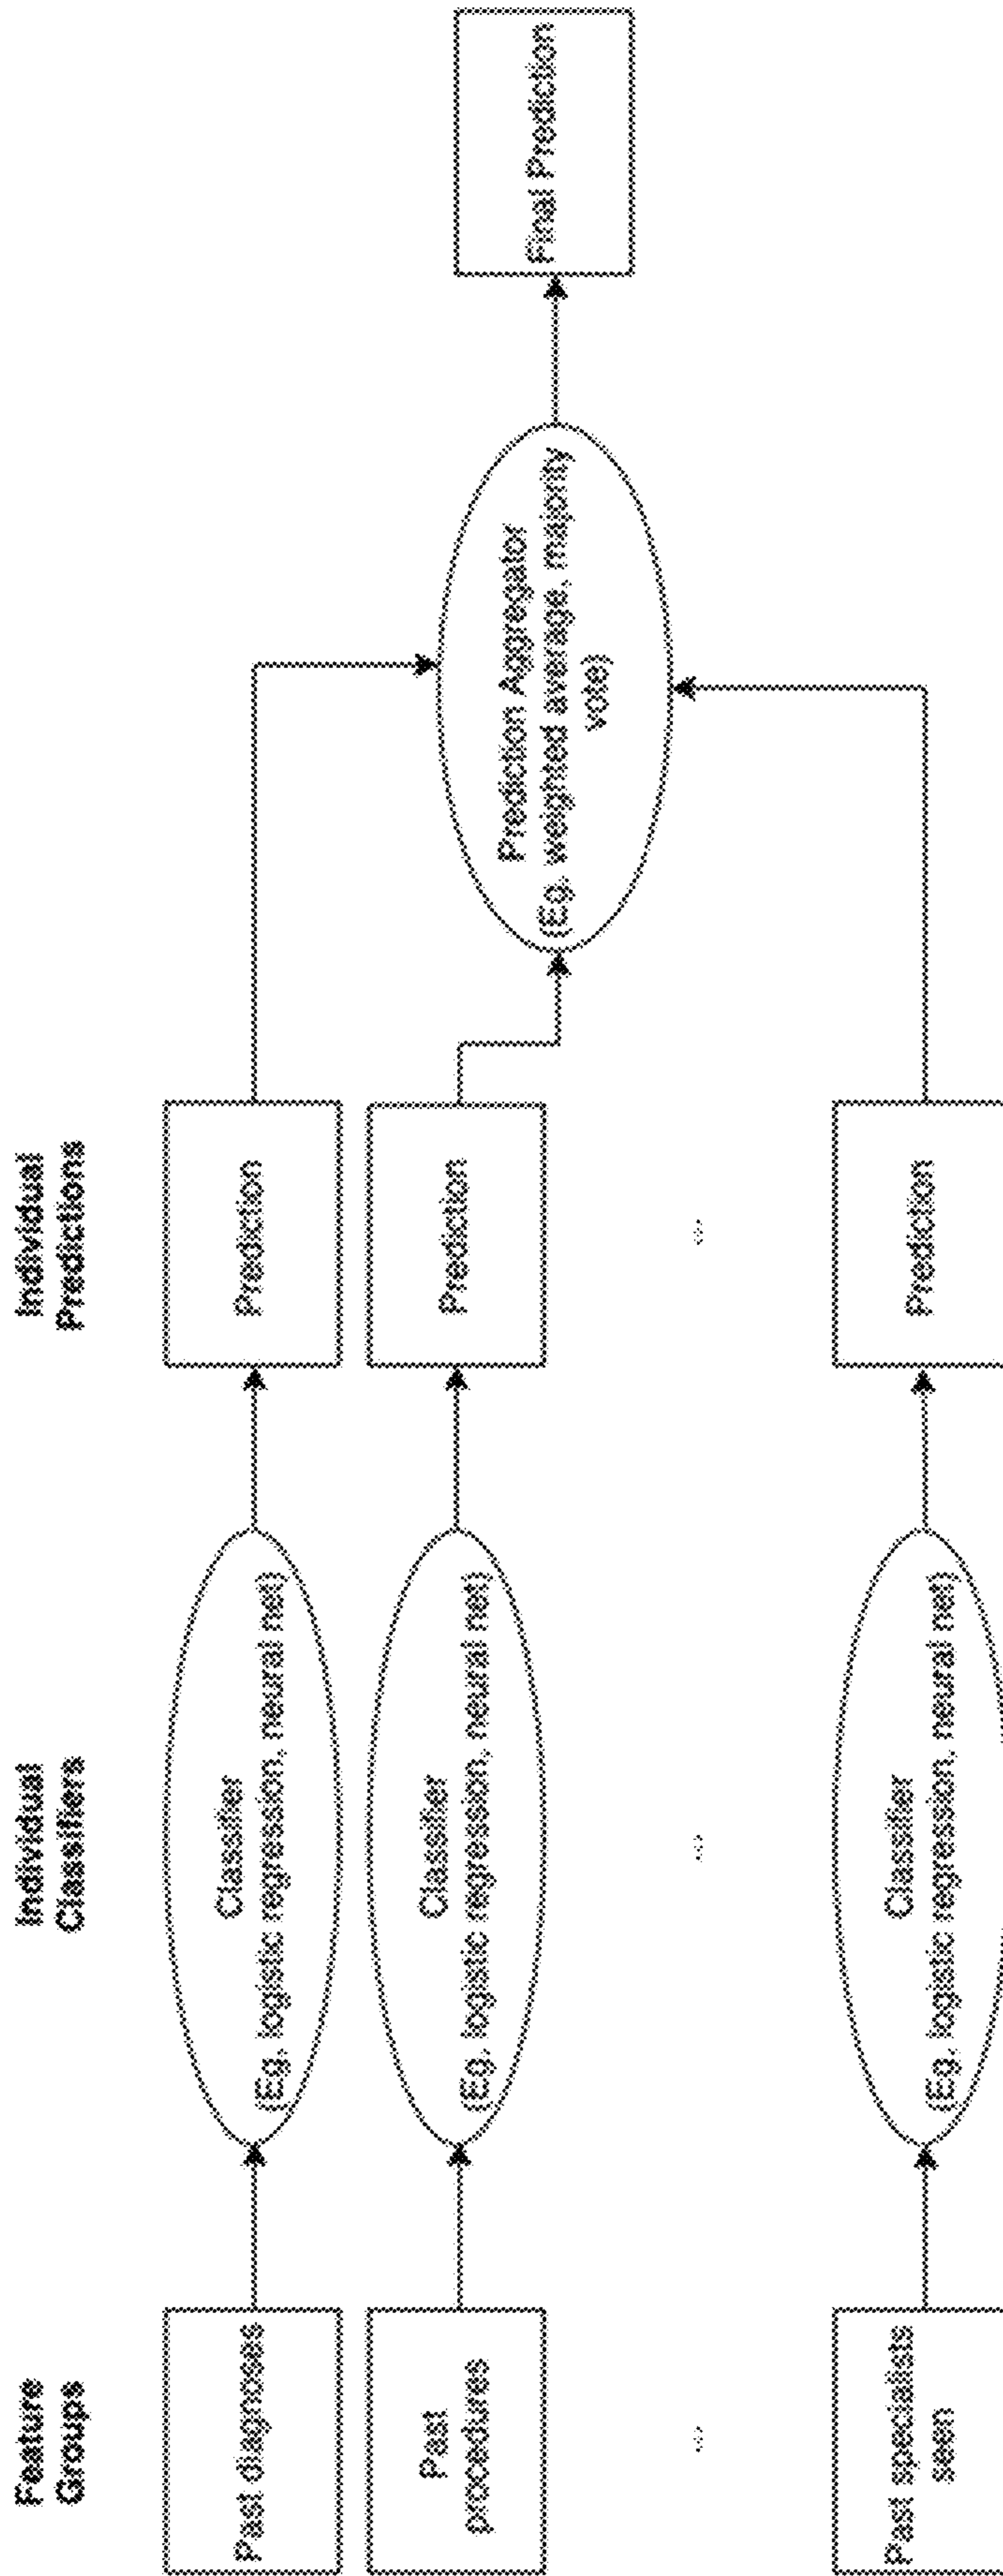 Feature
Groups
Individual
Classifiers
Individual
Predictions
Past diagnoses
Classifier
(Eg. logistic regression, neural net)
Prediction
Past
procedures
Classifier
(Eg. logistic regression, neural net)
Prediction
...
...
...
Past specialists
seen
Classifier
(Eg. logistic regression, neural net)
Prediction
Prediction Aggregator
(Eg. weighted average, majority
vote)
Final Prediction